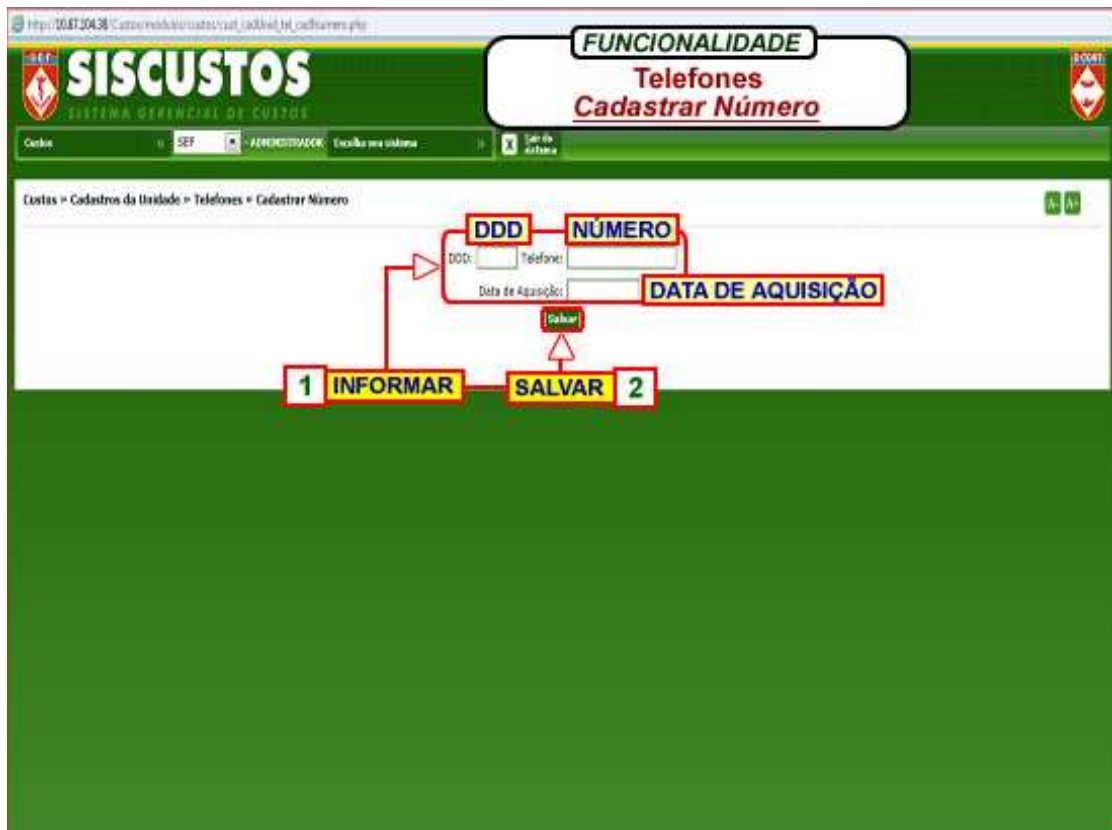 FUNCIONALIDADE
Telefones
Cadastrar Número
S E F
SISCUSTOS
SISTEMA GERENCIAL DE CUSTOS
Custos » SEF - ADMINISTRADOR Escolha seu sistema » X Sair do sistema
Custos » Cadastros da Unidade » Telefones » Cadastrar Número A- A+
DDD NÚMERO
DDD: Telefone:
Data de Aquisição: DATA DE AQUISIÇÃO
Salvar
1 INFORMAR SALVAR 2